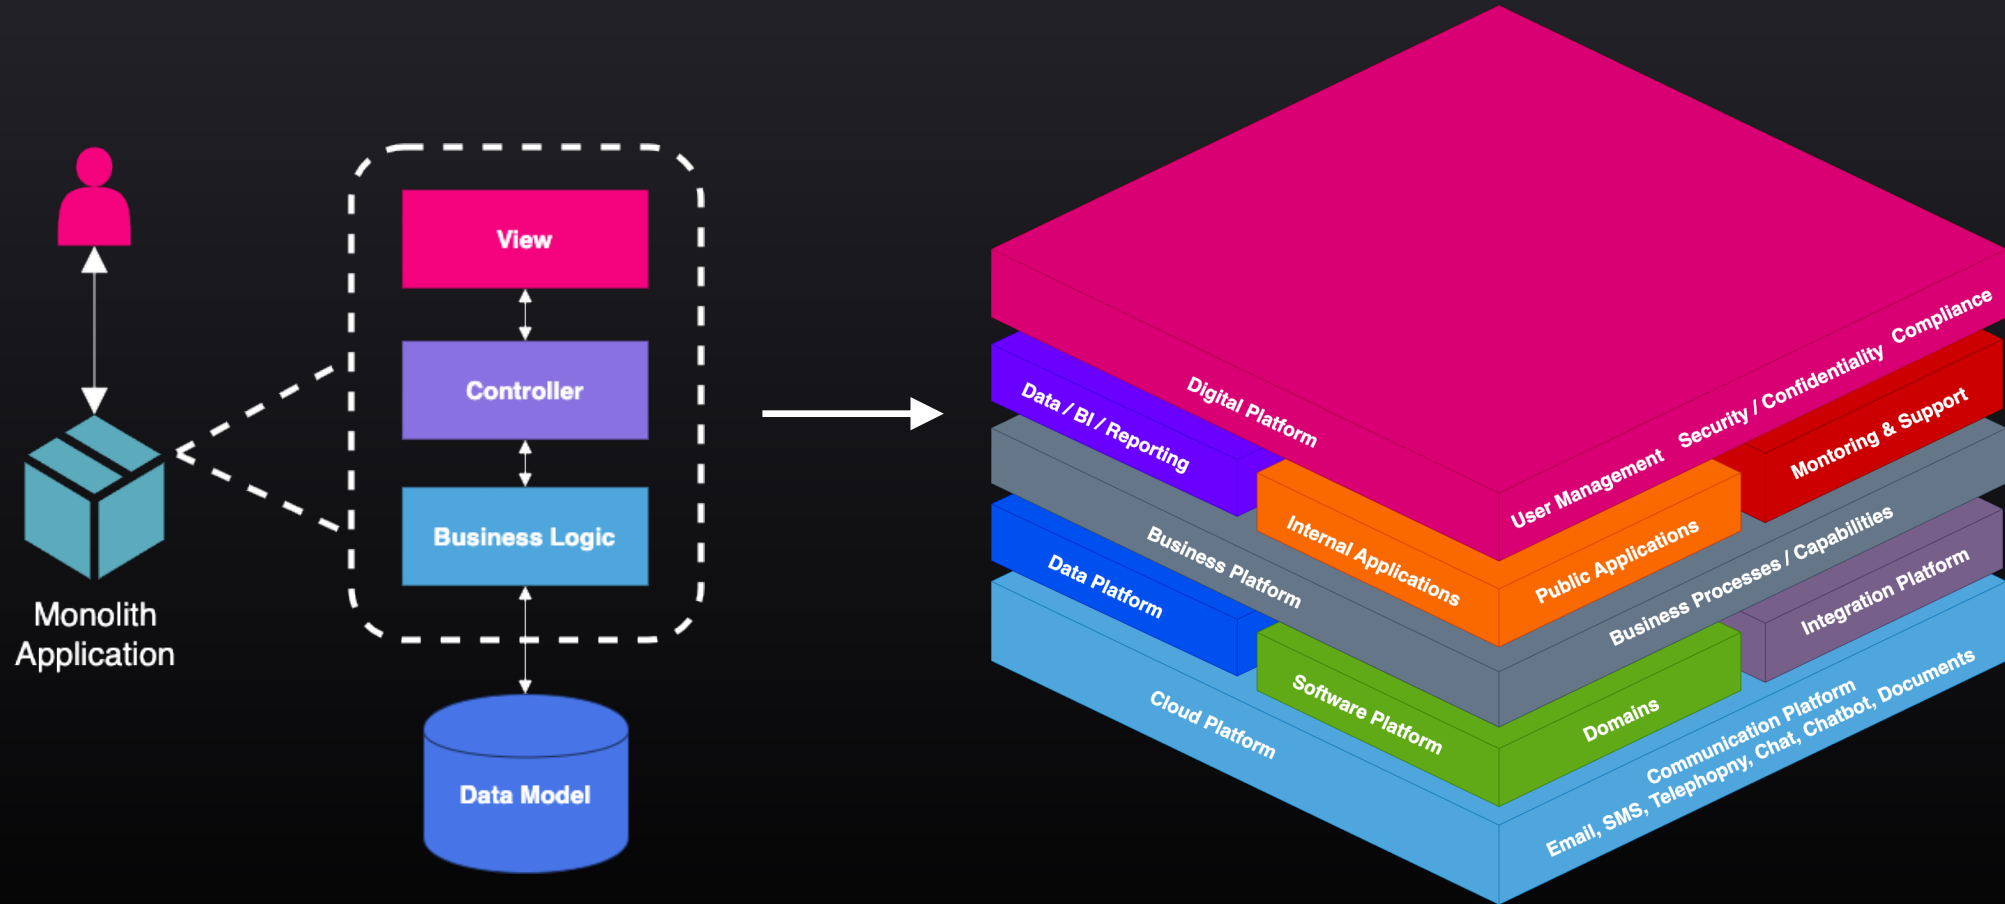 View
Controller
Business Logic
Data Model
Monolith
Application
Digital Platform
User Management
Security / Confidentiality
Compliance
Data / BI / Reporting
Internal Applications
Public Applications
Montoring & Support
Business Platform
Business Processes / Capabilities
Data Platform
Software Platform
Domains
Integration Platform
Cloud Platform
Communication Platform
Email, SMS, Telephopny, Chat, Chatbot, Documents